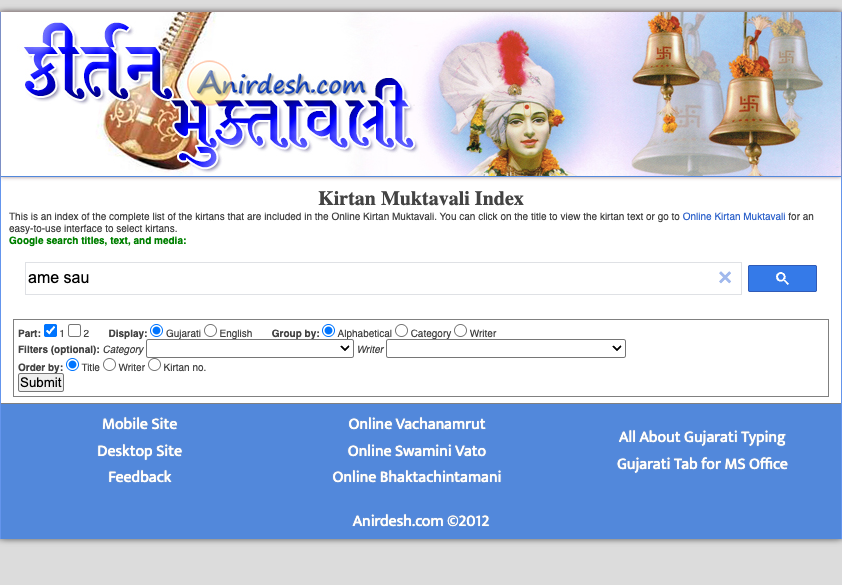 कीर्तन
Anirdesh.com
मुक्तावली
Kirtan Muktavali Index
This is an index of the complete list of the kirtans that are included in the Online Kirtan Muktavali. You can click on the title to view the kirtan text or go to Online Kirtan Muktavali for an
easy-to-use interface to select kirtans.
Google search titles, text, and media:
ame sau
Part: 1 2 Display: Gujarati English Group by: Alphabetical Category Writer
Filters (optional): Category Writer
Order by: Title Writer Kirtan no.
Submit
Mobile Site
Desktop Site
Feedback
Online Vachanamrut
Online Swamini Vato
Online Bhaktachintamani
All About Gujarati Typing
Gujarati Tab for MS Office
Anirdesh.com ©2012